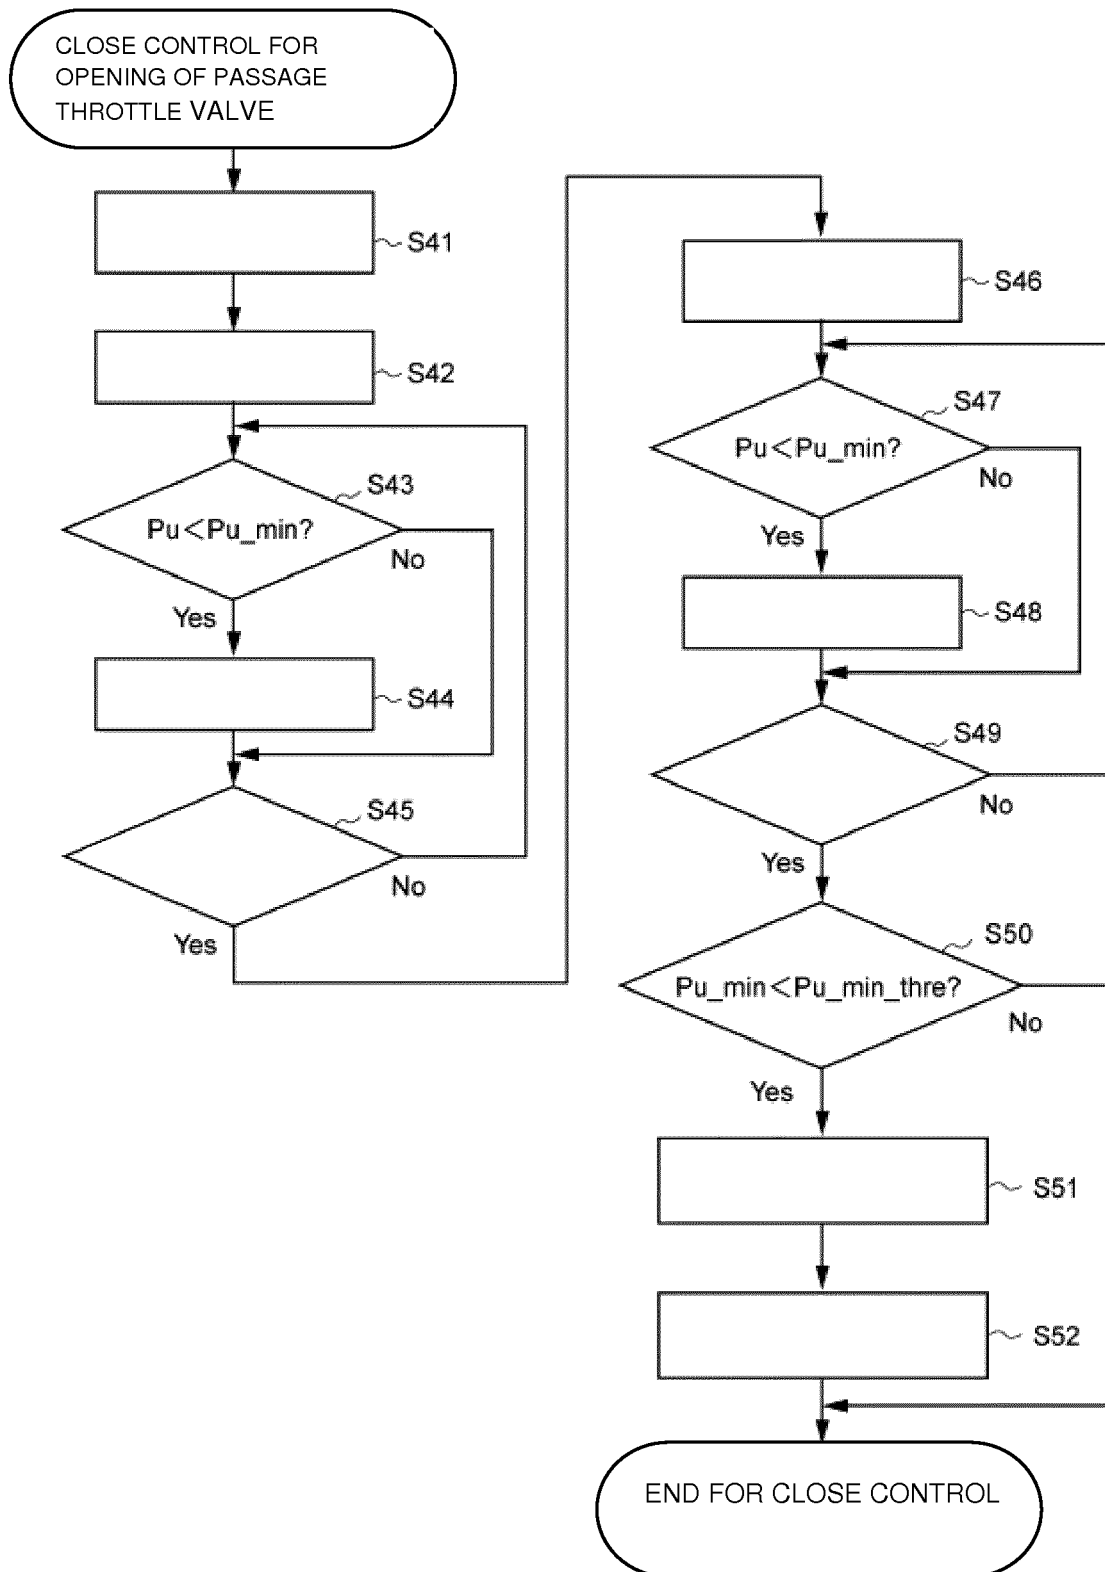 CLOSE CONTROL FOR
OPENING OF PASSAGE
THROTTLE VALVE
S41
S42
S43
Pu<Pu_min?
No
Yes
S44
S45
No
Yes
S46
S47
Pu<Pu_min?
No
Yes
S48
S49
No
Yes
S50
Pu_min<Pu_min_thre?
No
Yes
S51
S52
END FOR CLOSE CONTROL